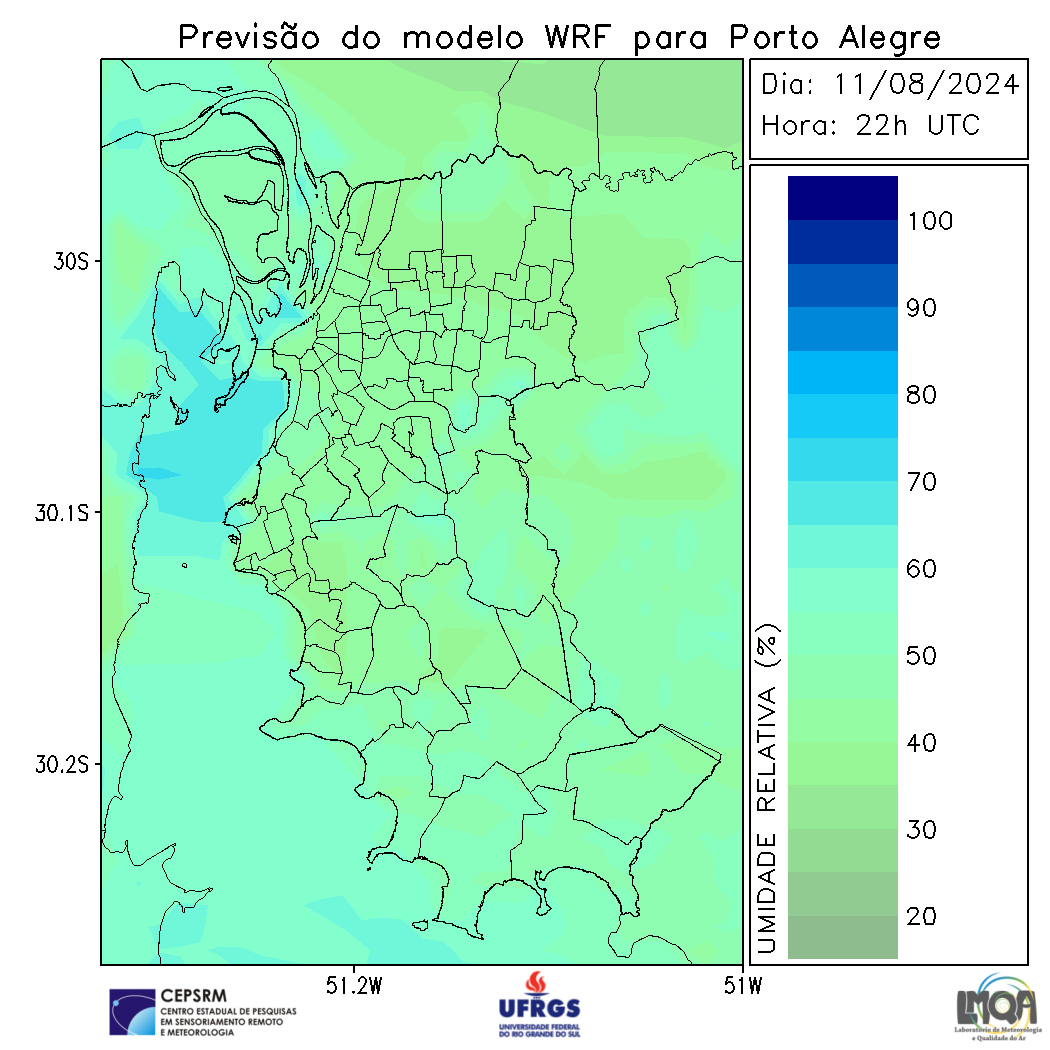 Previsão do modelo WRF para Porto Alegre
Dia: 11/08/2024
Hora: 22h UTC
30S
30.1S
30.2S
51.2W
51W
UMIDADE RELATIVA (%)
100
90
80
70
60
50
40
30
20
CEPSRM
CENTRO ESTADUAL DE PESQUISAS
EM SENSORIAMENTO REMOTO
E METEOROLOGIA
UFRGS
UNIVERSIDADE FEDERAL
DO RIO GRANDE DO SUL
LMQA
Laboratório de Meteorologia
e Qualidade do Ar